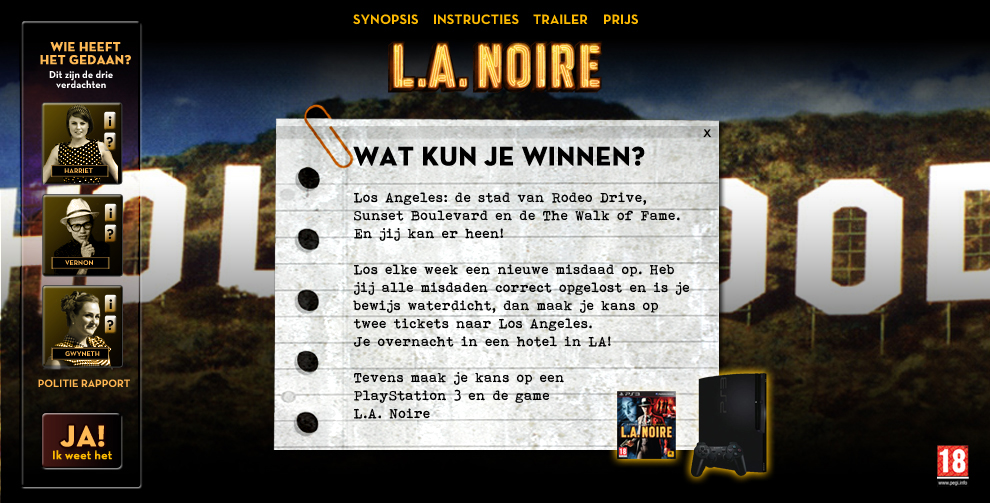 SYNOPSIS INSTRUCTIES TRAILER PRIJS
L.A. NOIRE
WIE HEEFT
HET GEDAAN?
Dit zijn de drie
verdachten
i
?
HARRIET
i
?
VERNON
i
?
GWYNETH
POLITIE RAPPORT
JA!
Ik weet het
X
WAT KUN JE WINNEN?
Los Angeles: de stad van Rodeo Drive,
Sunset Boulevard en de The Walk of Fame.
En jij kan er heen!
Los elke week een nieuwe misdaad op. Heb
jij alle misdaden correct opgelost en is je
bewijs waterdicht, dan maak je kans op
twee tickets naar Los Angeles.
Je overnacht in een hotel in LA!
Tevens maak je kans op een
PlayStation 3 en de game
L.A. Noire
PS3
L.A. NOIRE
18
18
www.pegi.info